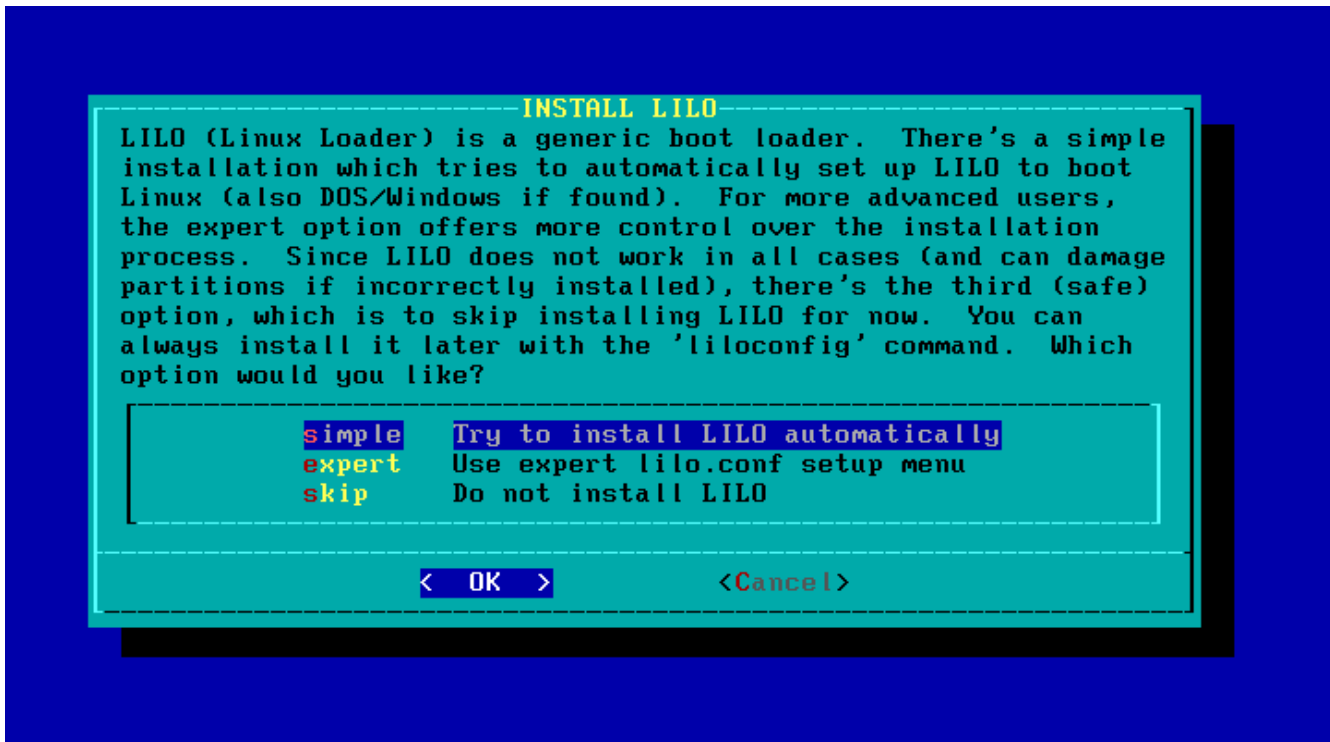 INSTALL LILO
LILO (Linux Loader) is a generic boot loader.  There's a simple
installation which tries to automatically set up LILO to boot
Linux (also DOS/Windows if found).  For more advanced users,
the expert option offers more control over the installation
process.  Since LILO does not work in all cases (and can damage
partitions if incorrectly installed), there's the third (safe)
option, which is to skip installing LILO for now.  You can
always install it later with the 'liloconfig' command.  Which
option would you like?
simple   Try to install LILO automatically
expert   Use expert lilo.conf setup menu
skip     Do not install LILO
<  OK  >          <Cancel>